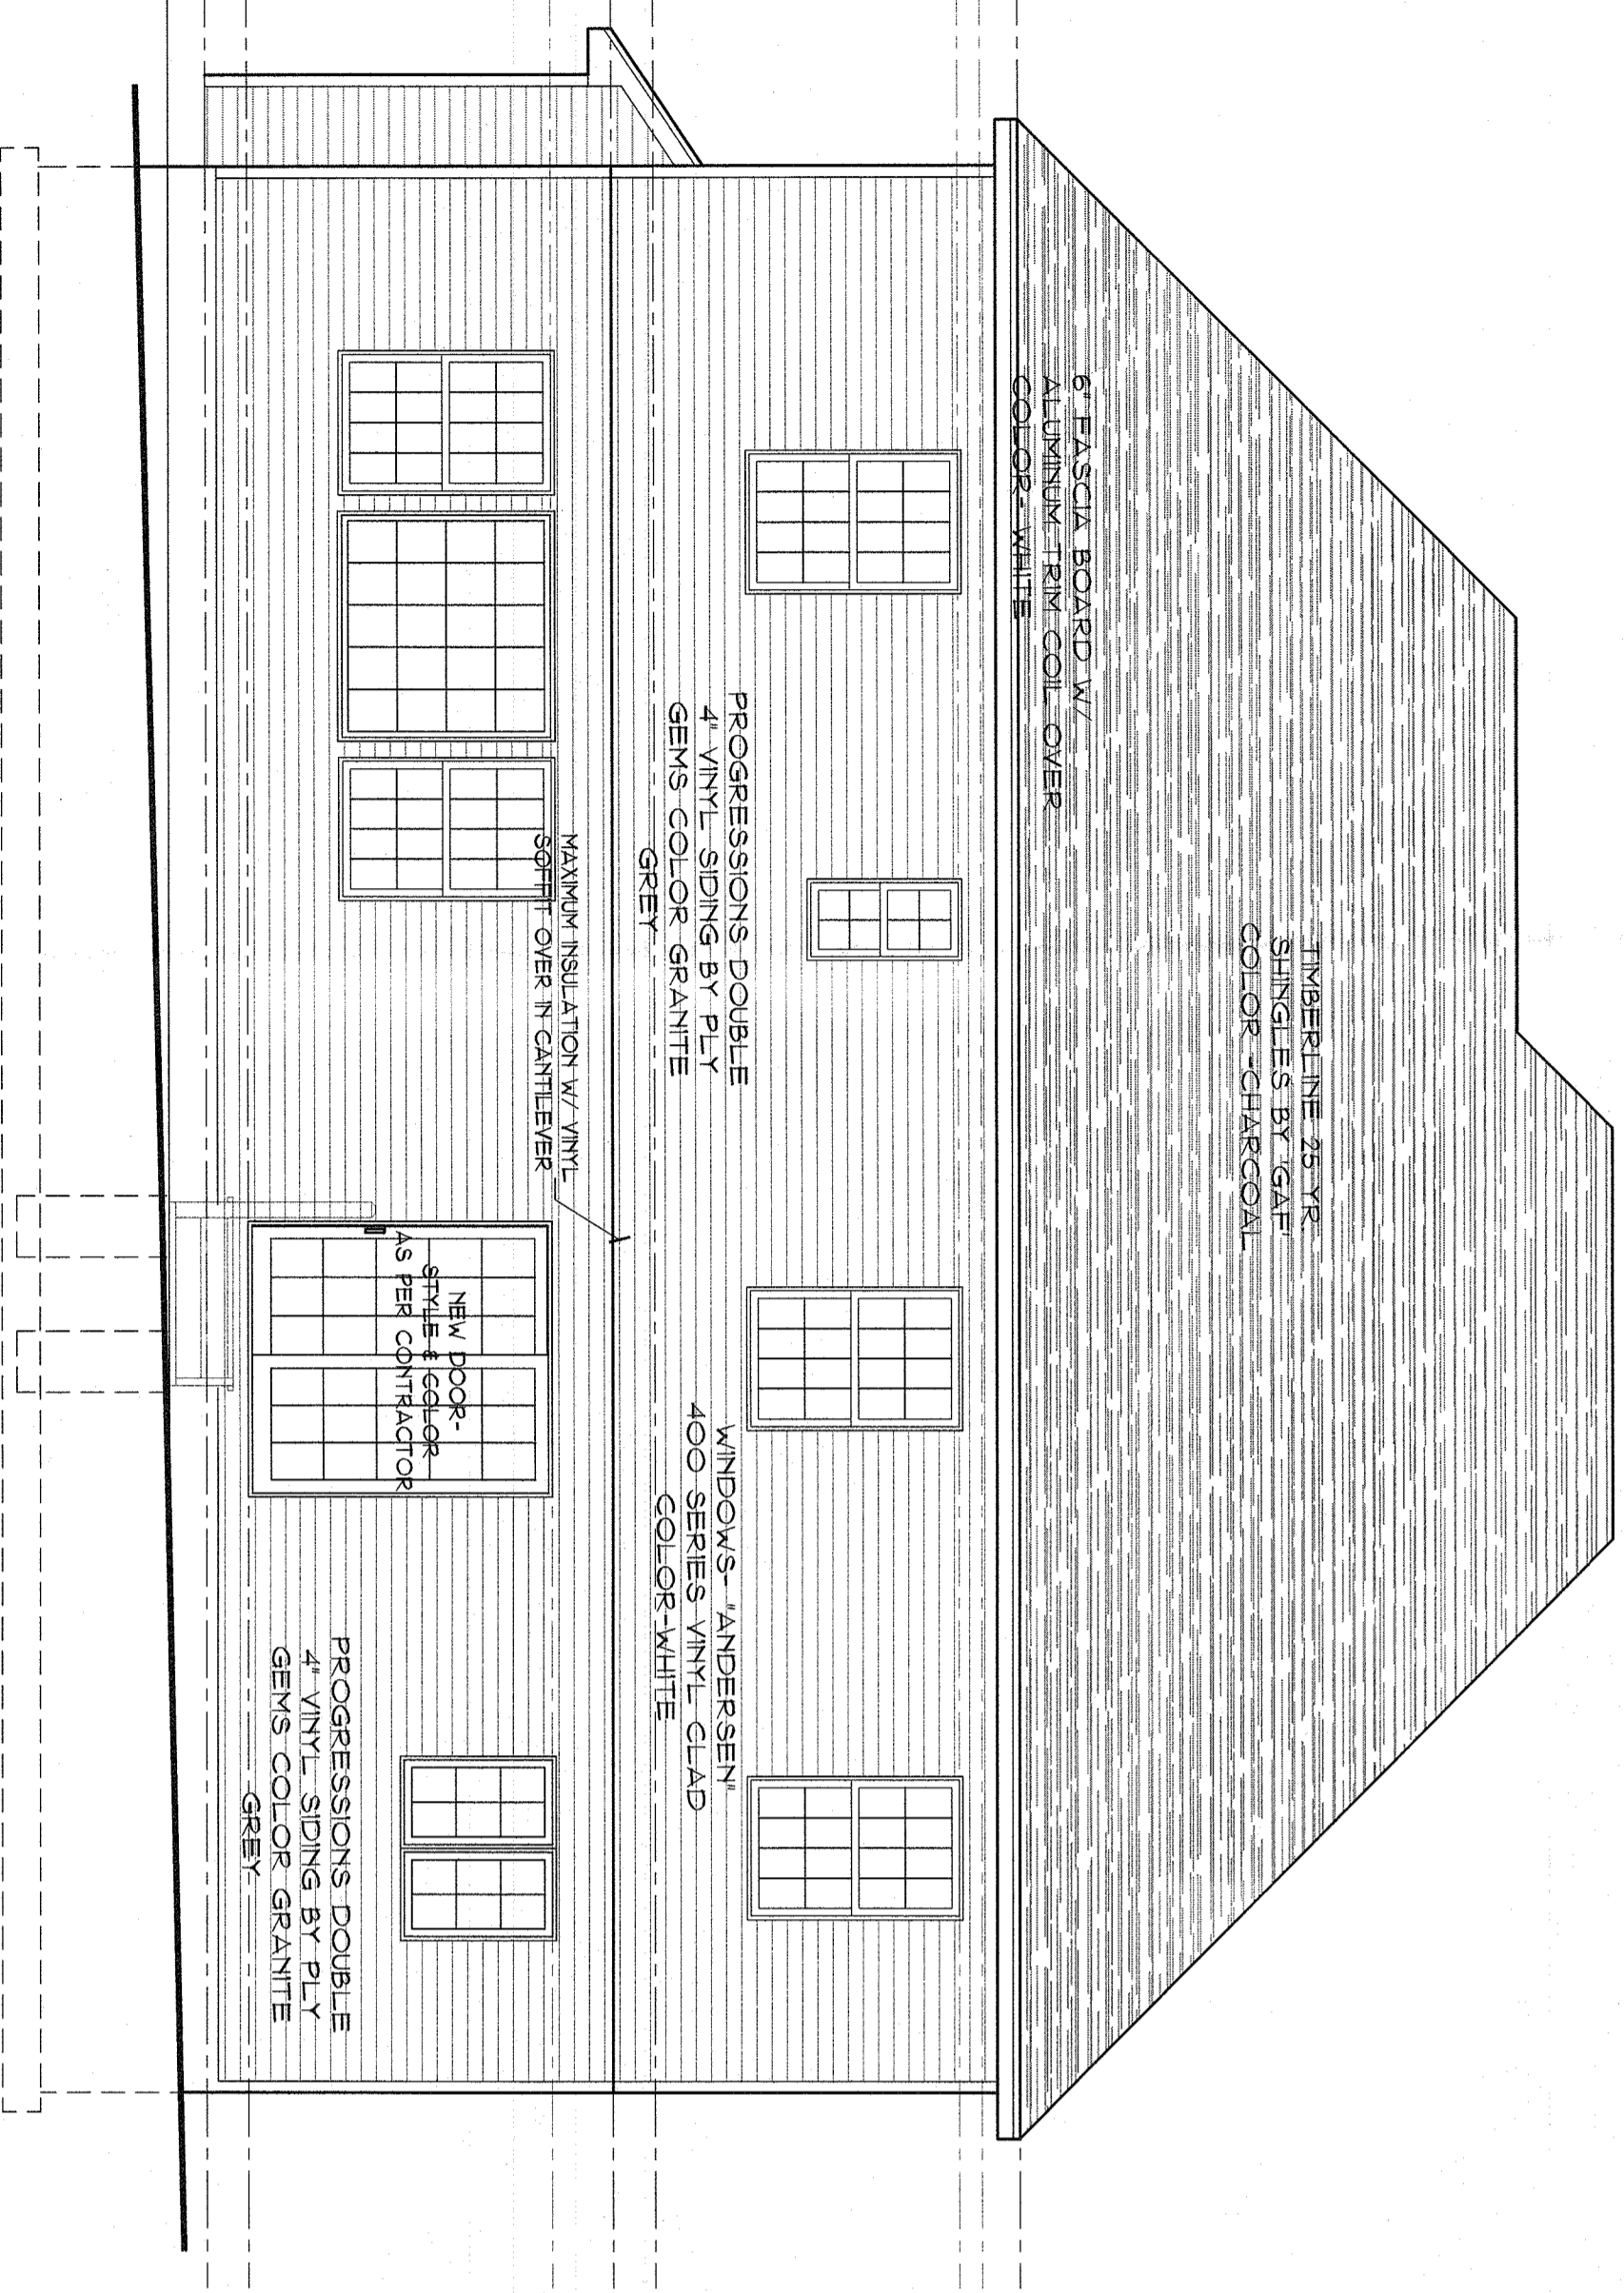 TIMBERLINE 25 YR
SHINGLES BY 'GAF'
COLOR -CHARCOAL
6" FASCIA BOARD W/
ALUMINUM TRIM COIL OVER
COLOR- WHITE
PROGRESSIONS DOUBLE
4" VINYL SIDING BY PLY
GEMS COLOR GRANITE
GREY
WINDOWS- "ANDERSEN"
400 SERIES VINYL CLAD
COLOR-WHITE
MAXIMUM INSULATION W/ VINYL
SOFFIT OVER IN CANTILEVER
NEW DOOR-
STYLE & COLOR
AS PER CONTRACTOR
PROGRESSIONS DOUBLE
4" VINYL SIDING BY PLY
GEMS COLOR GRANITE
GREY